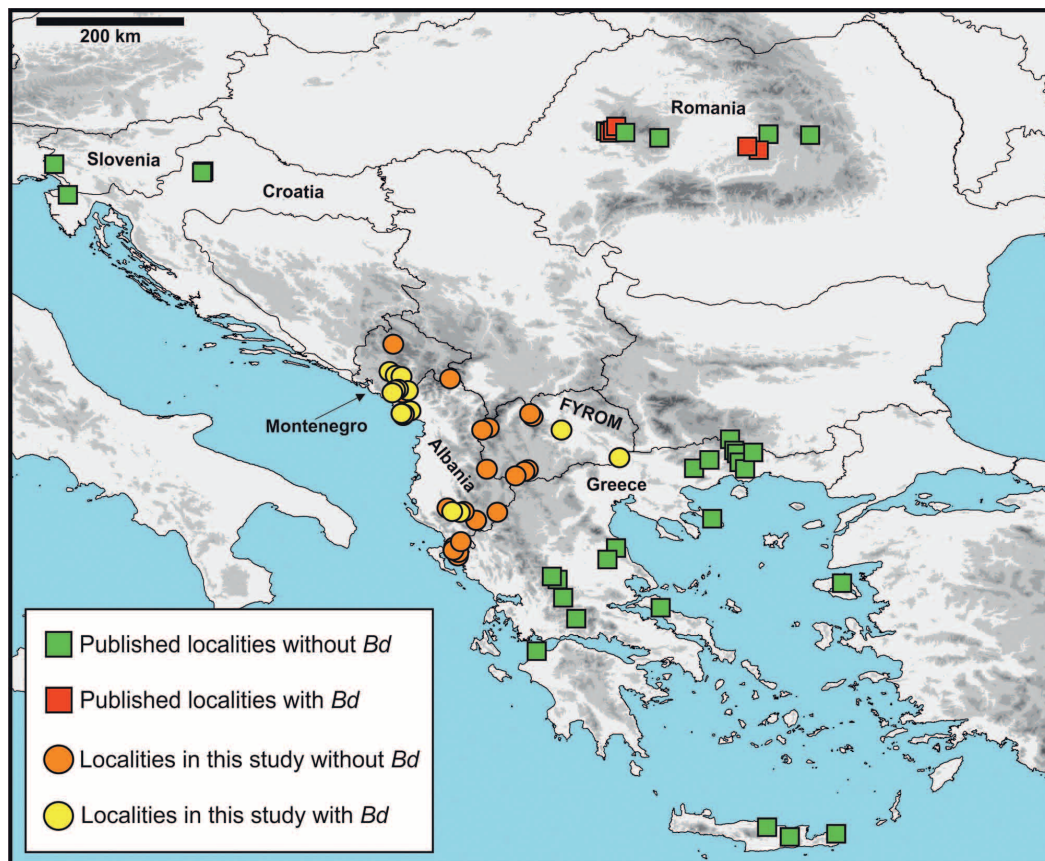 200 km
Romania
Slovenia
Croatia
Montenegro
FYROM
Albania
Greece
Published localities without Bd
Published localities with Bd
Localities in this study without Bd
Localities in this study with Bd